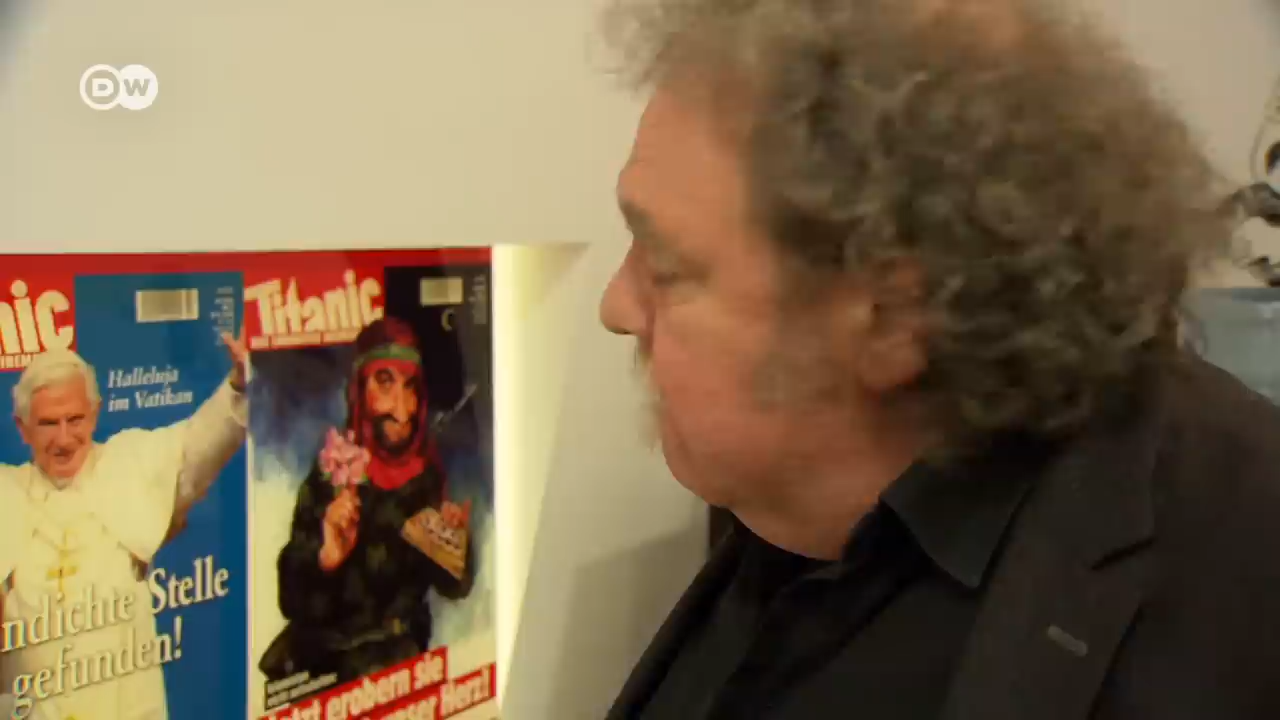 DW
nic
Halleluja
im Vatikan
ndichte Stelle
gefunden!
Titanic
erobern sie
unser Herz!